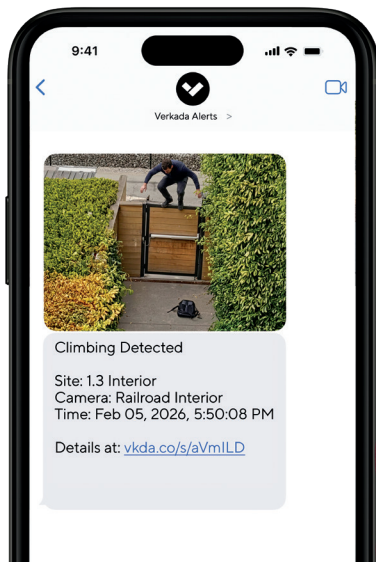 9:41
Verkada Alerts >
Climbing Detected
Site: 1.3 Interior
Camera: Railroad Interior
Time: Feb 05, 2026, 5:50:08 PM
Details at: vkda.co/s/aVmILD